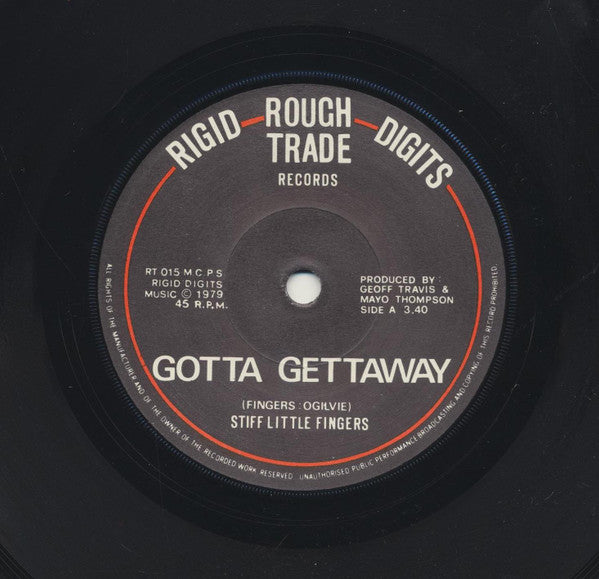 RIGID ROUGH TRADE DIGITS
RECORDS
RT 015 M C P S
RIGID DIGITS
MUSIC © 1979
45 R.P.M.
PRODUCED BY:
GEOFF TRAVIS &
MAYO THOMPSON
SIDE A 3.40
GOTTA GETTAWAY
(FINGERS : OGILVIE)
STIFF LITTLE FINGERS
ALL RIGHTS OF THE MANUFACTURER AND OF THE OWNER OF THE RECORDED WORK RESERVED. UNAUTHORISED PUBLIC PERFORMANCE BROADCASTING AND COPYING OF THIS RECORD PROHIBITED.